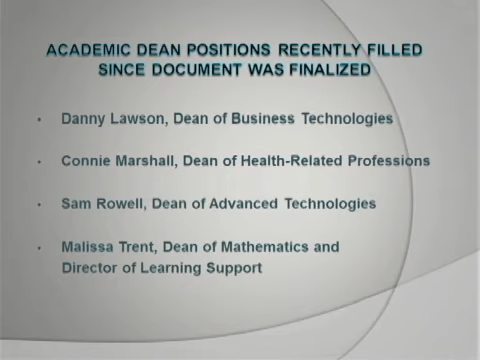 ACADEMIC DEAN POSITIONS RECENTLY FILLED
SINCE DOCUMENT WAS FINALIZED
• Danny Lawson, Dean of Business Technologies
• Connie Marshall, Dean of Health-Related Professions
• Sam Rowell, Dean of Advanced Technologies
• Malissa Trent, Dean of Mathematics and
Director of Learning Support